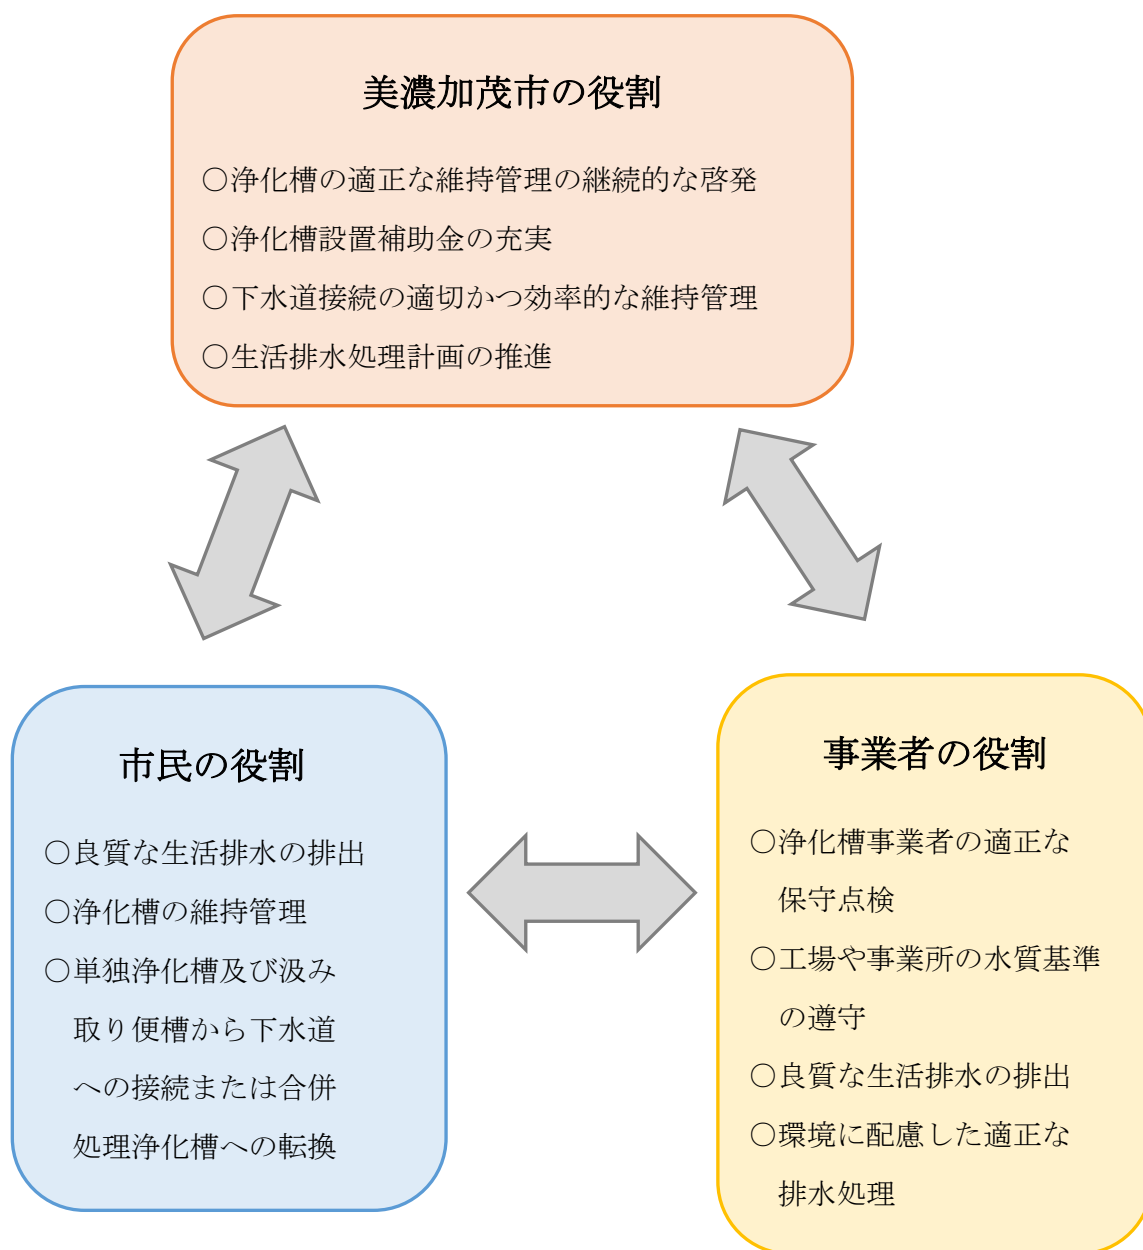 美濃加茂市の役割
○浄化槽の適正な維持管理の継続的な啓発
○浄化槽設置補助金の充実
○下水道接続の適切かつ効率的な維持管理
○生活排水処理計画の推進
市民の役割
○良質な生活排水の排出
○浄化槽の維持管理
○単独浄化槽及び汲み
取り便槽から下水道
への接続または合併
処理浄化槽への転換
事業者の役割
○浄化槽事業者の適正な
保守点検
○工場や事業所の水質基準
の遵守
○良質な生活排水の排出
○環境に配慮した適正な
排水処理